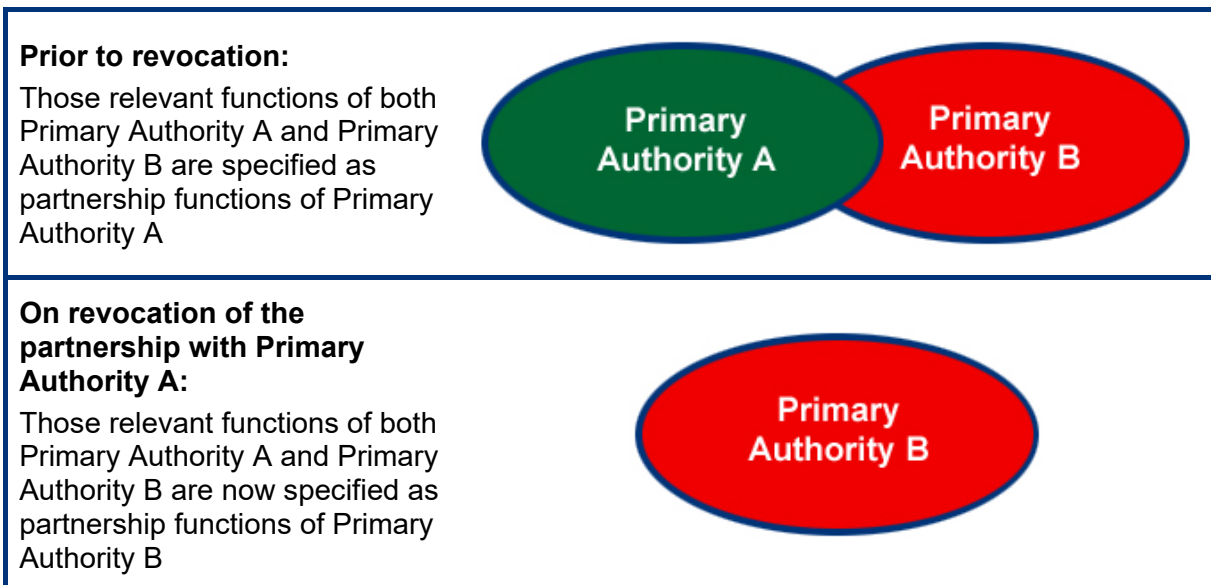 Prior to revocation:
Those relevant functions of both
Primary Authority A and Primary
Authority B are specified as
partnership functions of Primary
Authority A
Primary
Authority A
Primary
Authority B
On revocation of the
partnership with Primary
Authority A:
Those relevant functions of both
Primary Authority A and Primary
Authority B are now specified as
partnership functions of Primary
Authority B
Primary
Authority B